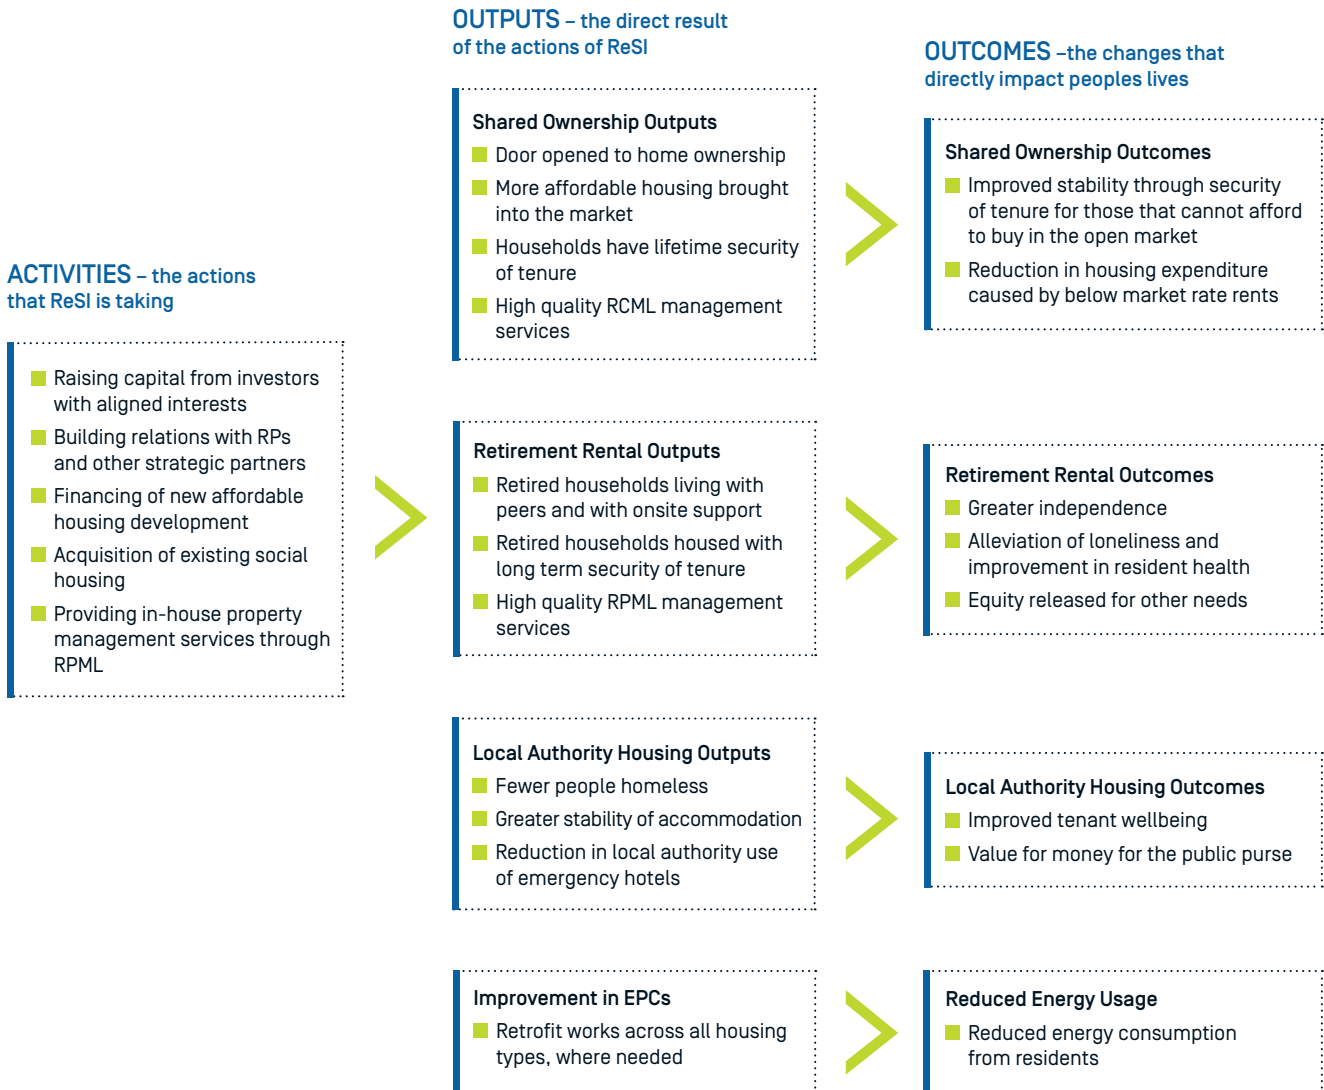 ACTIVITIES – the actions
that ReSI is taking
Raising capital from investors
with aligned interests
Building relations with RPs
and other strategic partners
Financing of new affordable
housing development
Acquisition of existing social
housing
Providing in-house property
management services through
RPML
OUTPUTS – the direct result
of the actions of ReSI
Shared Ownership Outputs
Door opened to home ownership
More affordable housing brought
into the market
Households have lifetime security
of tenure
High quality RCML management
services
Retirement Rental Outputs
Retired households living with
peers and with onsite support
Retired households housed with
long term security of tenure
High quality RPML management
services
Local Authority Housing Outputs
Fewer people homeless
Greater stability of accommodation
Reduction in local authority use
of emergency hotels
Improvement in EPCs
Retrofit works across all housing
types, where needed
OUTCOMES –the changes that
directly impact peoples lives
Shared Ownership Outcomes
Improved stability through security
of tenure for those that cannot afford
to buy in the open market
Reduction in housing expenditure
caused by below market rate rents
Retirement Rental Outcomes
Greater independence
Alleviation of loneliness and
improvement in resident health
Equity released for other needs
Local Authority Housing Outcomes
Improved tenant wellbeing
Value for money for the public purse
Reduced Energy Usage
Reduced energy consumption
from residents